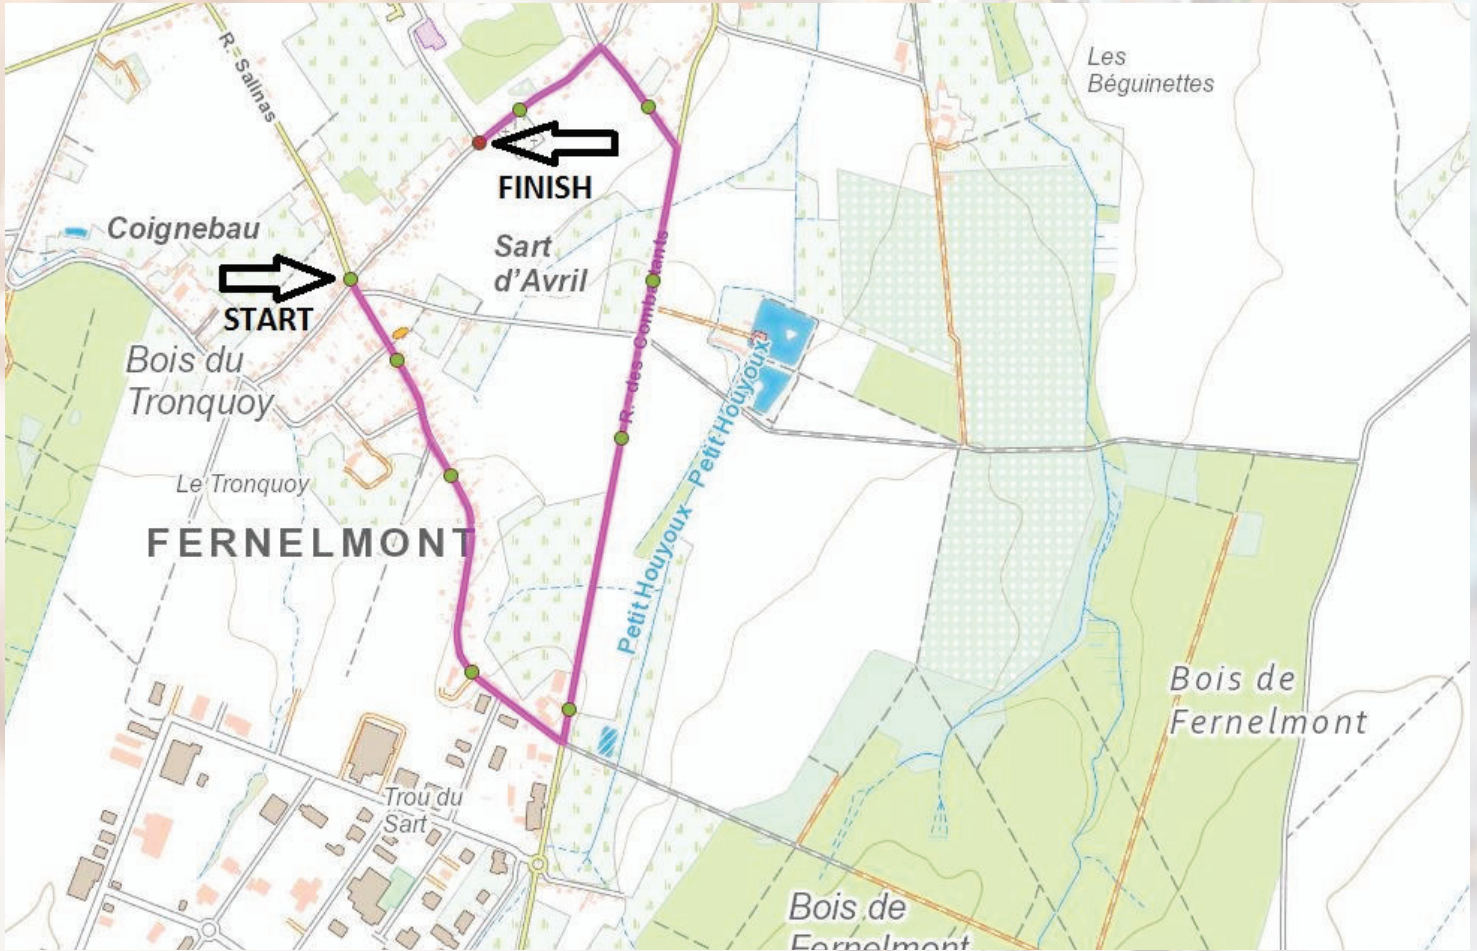 R. Salinas
Les
Béguinettes
FINISH
Coignebau
Sart
d'Avril
START
R. des Combattants
Bois du
Tronquoy
Petit Houyoux
Petit Houyoux
Le Tronquoy
FERNELMONT
Bois de
Fernelmont
Trou du
Sart
Bois de
Fernelmont